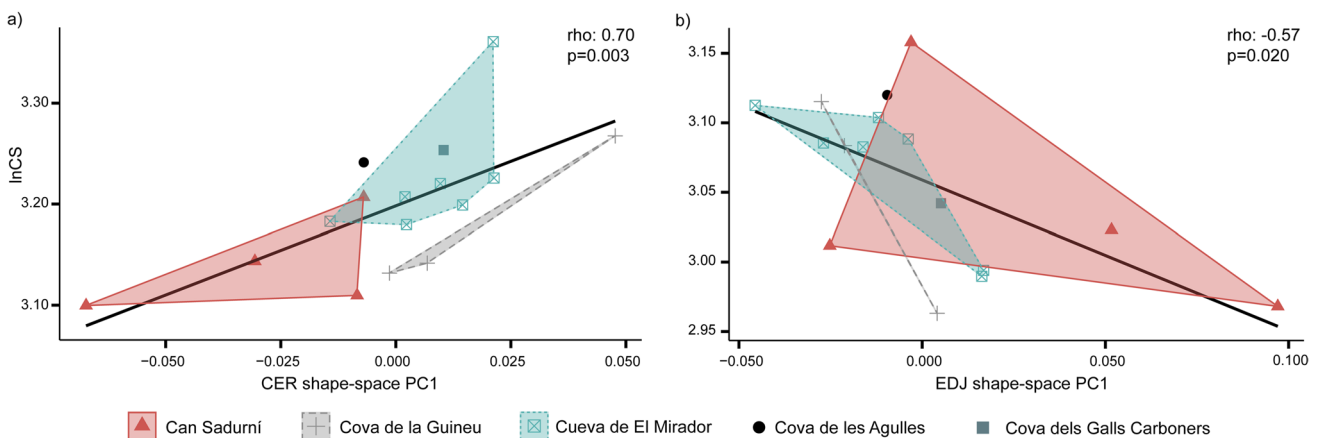 a)
rho: 0.70
p=0.003
3.30
3.20
3.10
lnCS
−0.050
−0.025
0.000
0.025
0.050
CER shape-space PC1
b)
rho: -0.57
p=0.020
3.15
3.10
3.05
3.00
2.95
−0.050
0.000
0.050
0.100
EDJ shape-space PC1
Can Sadurní
Cova de la Guineu
Cueva de El Mirador
Cova de les Agulles
Cova dels Galls Carboners